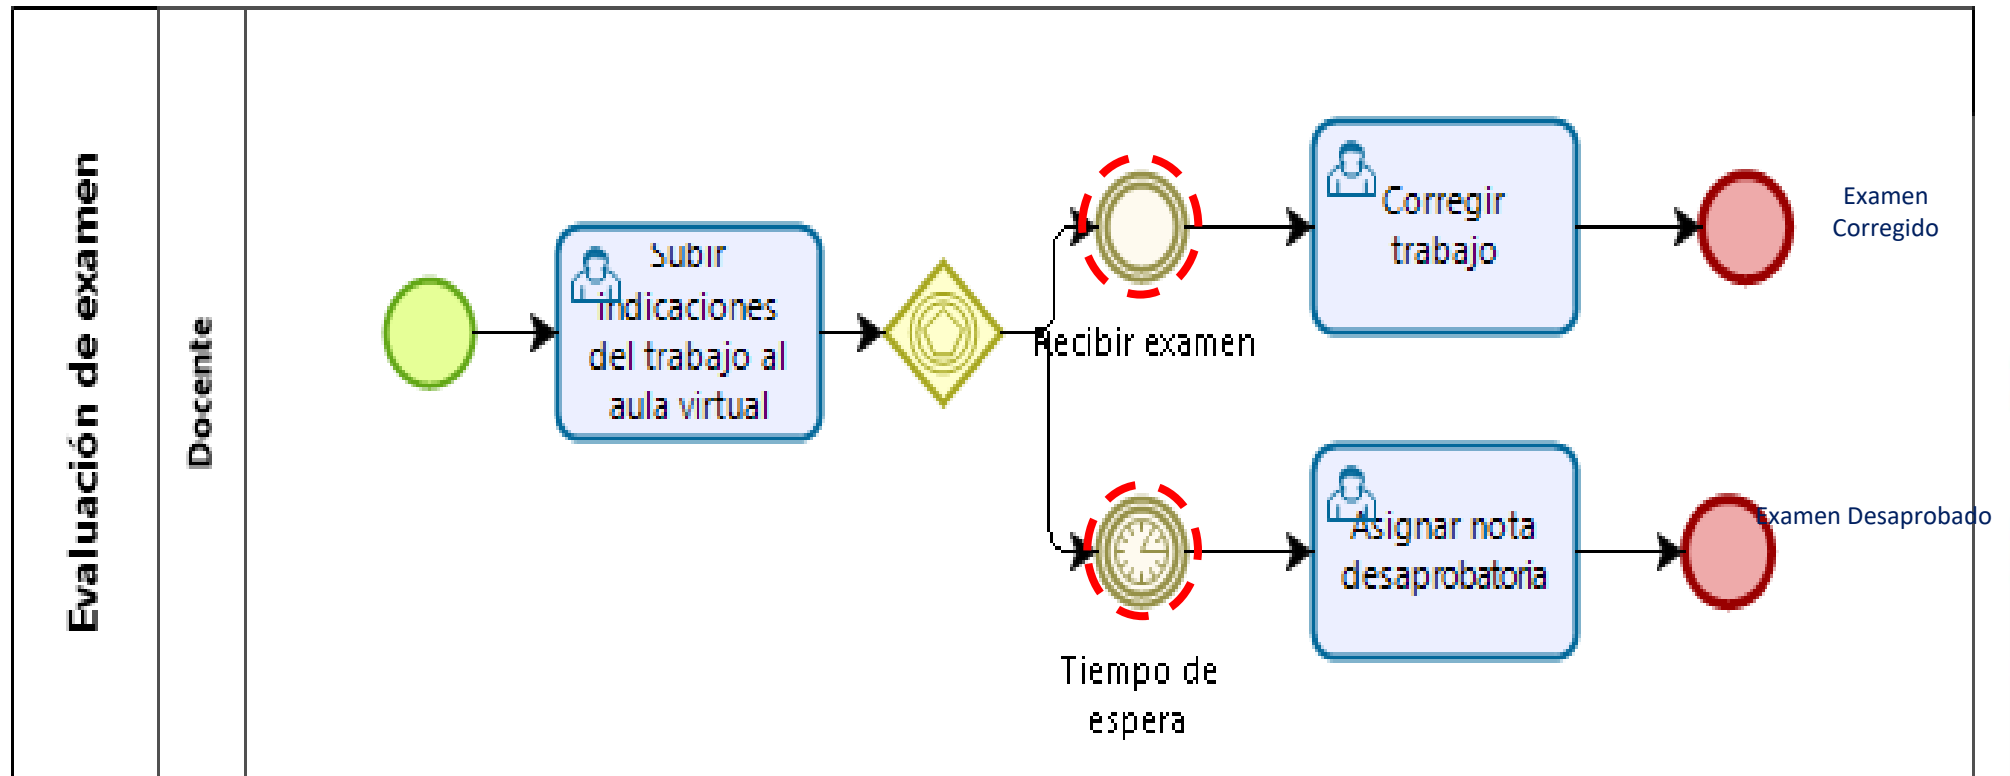 Evaluación de examen
Docente
Subir
indicaciones
del trabajo al
aula virtual
Recibir examen
Corregir
trabajo
Examen
Corregido
Tiempo de
espera
Asignar nota
desaprobatoria
Examen Desaprobado